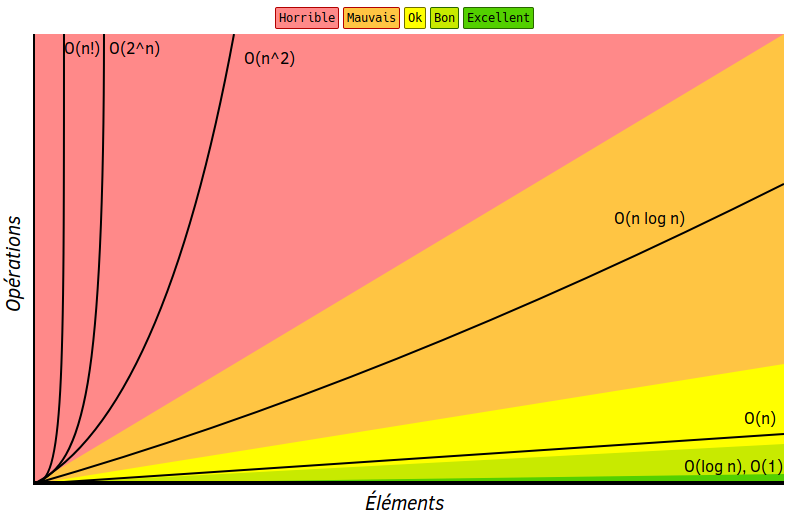 Horrible Mauvais Ok Bon Excellent
O(n!) O(2^n)
O(n^2)
O(n log n)
O(n)
O(log n), O(1)
Opérations
Éléments